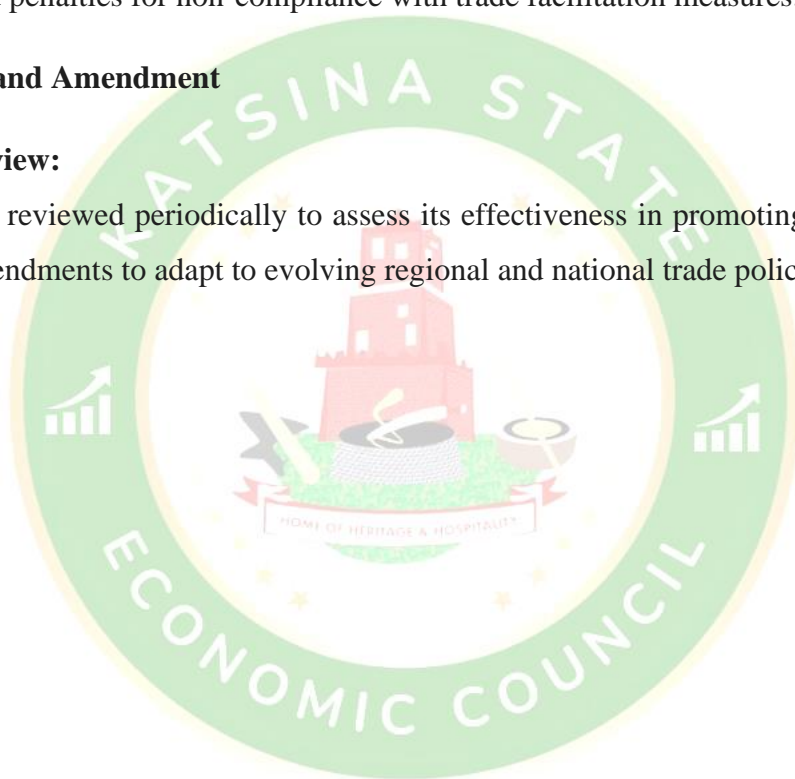 penalties for non-compliance with trade facilitation measures.
and Amendment
view:
reviewed periodically to assess its effectiveness in promoting
endments to adapt to evolving regional and national trade polic
KATSINA STATE
HOME OF HERITAGE & HOSPITALITY
ECONOMIC COUNCIL